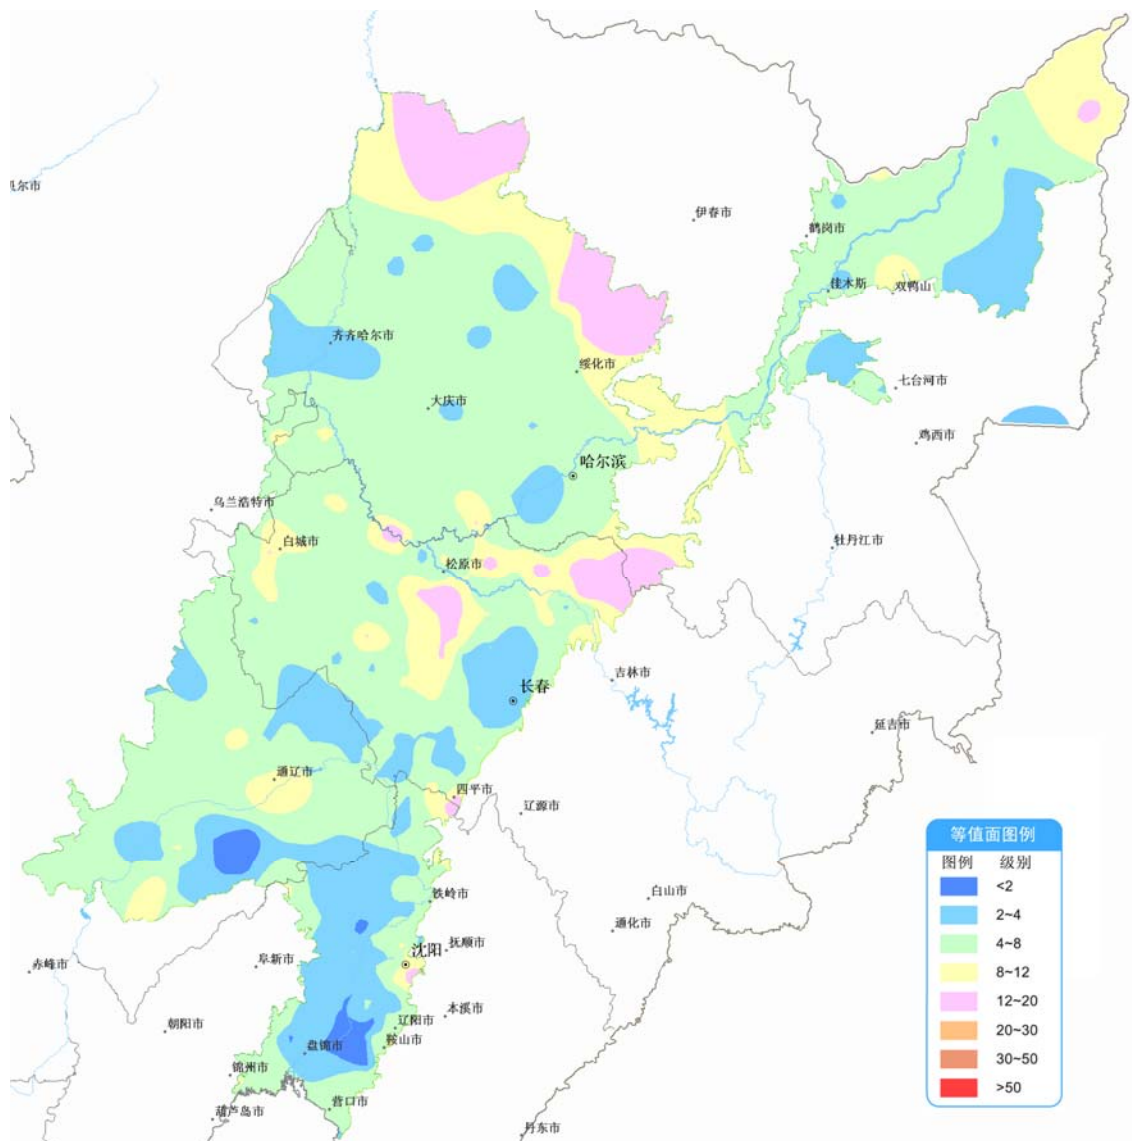 伊春市
鹤岗市
佳木斯
双鸭山
齐齐哈尔市
绥化市
七台河市
大庆市
鸡西市
哈尔滨
乌兰浩特市
白城市
牡丹江市
松原市
吉林市
长春
延吉市
通辽市
四平市
辽源市
等值面图例
图例 级别
<2
2~4
4~8
8~12
12~20
20~30
30~50
>50
铁岭市
白山市
通化市
抚顺市
沈阳
阜新市
赤峰市
本溪市
辽阳市
朝阳市
鞍山市
盘锦市
锦州市
营口市
葫芦岛市
丹东市